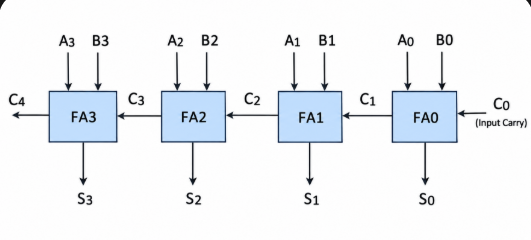 A3 B3 A2 B2 A1 B1 A0 B0
C4 FA3 C3 FA2 C2 FA1 C1 FA0 C0
(Input Carry)
S3 S2 S1 S0